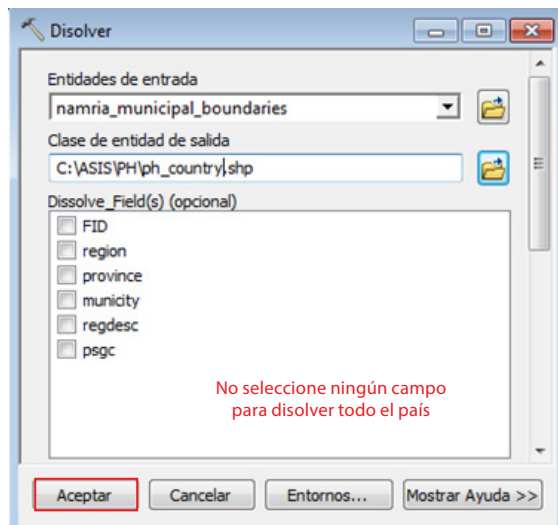 Disolver
Entidades de entrada
namria_municipal_boundaries
Clase de entidad de salida
C:\ASIS\PH\ph_country.shp
Dissolve_Field(s) (opcional)
FID
region
province
municity
regdesc
psgc
No seleccione ningún campo
para disolver todo el país
Aceptar
Cancelar
Entornos...
Mostrar Ayuda >>